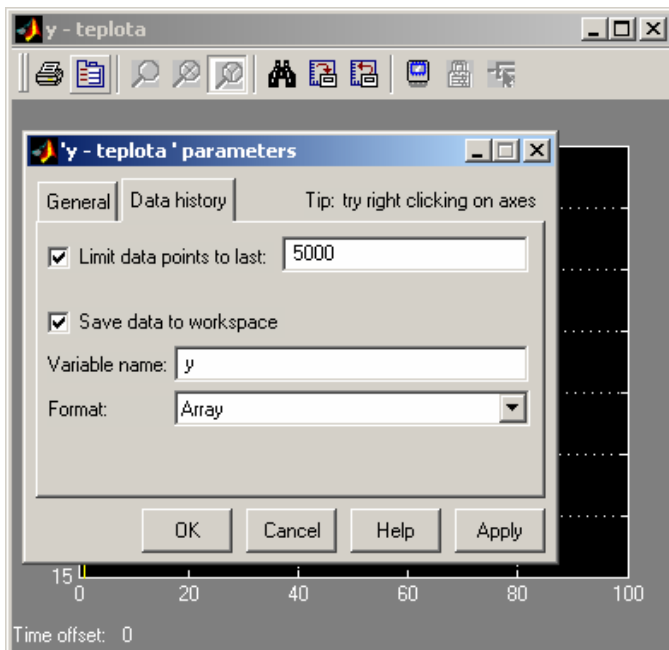 y - teplota
'y - teplota ' parameters
General Data history Tip: try right clicking on axes
Limit data points to last: 5000
Save data to workspace
Variable name: y
Format: Array
OK Cancel Help Apply
15
0 20 40 60 80 100
Time offset: 0